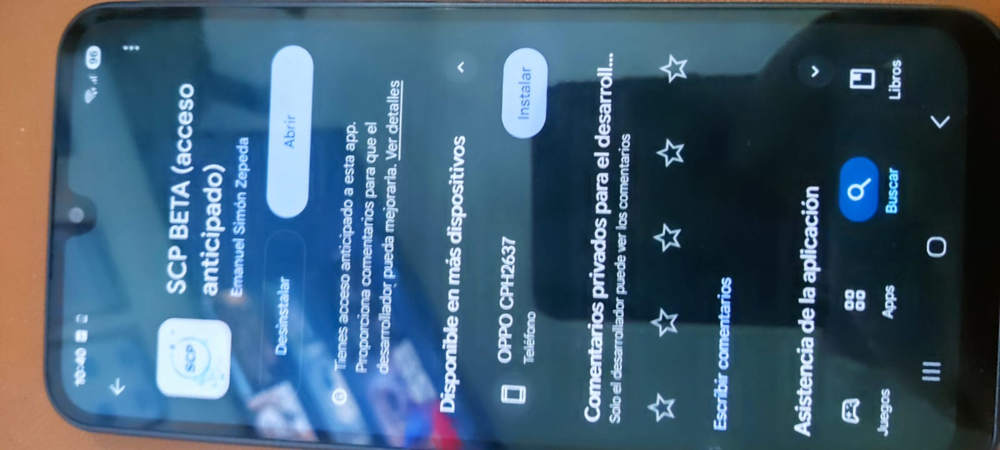 10:40
96
SCP
SCP BETA (acceso
anticipado)
Emanuel Simón Zepeda
Desinstalar
Abrir
Tienes acceso anticipado a esta app.
Proporciona comentarios para que el
desarrollador pueda mejorarla. Ver detalles
Disponible en más dispositivos
OPPO CPH2637
Teléfono
Instalar
Comentarios privados para el desarroll...
Solo el desarrollador puede ver los comentarios
Escribir comentarios
Asistencia de la aplicación
Juegos
Apps
Buscar
Libros